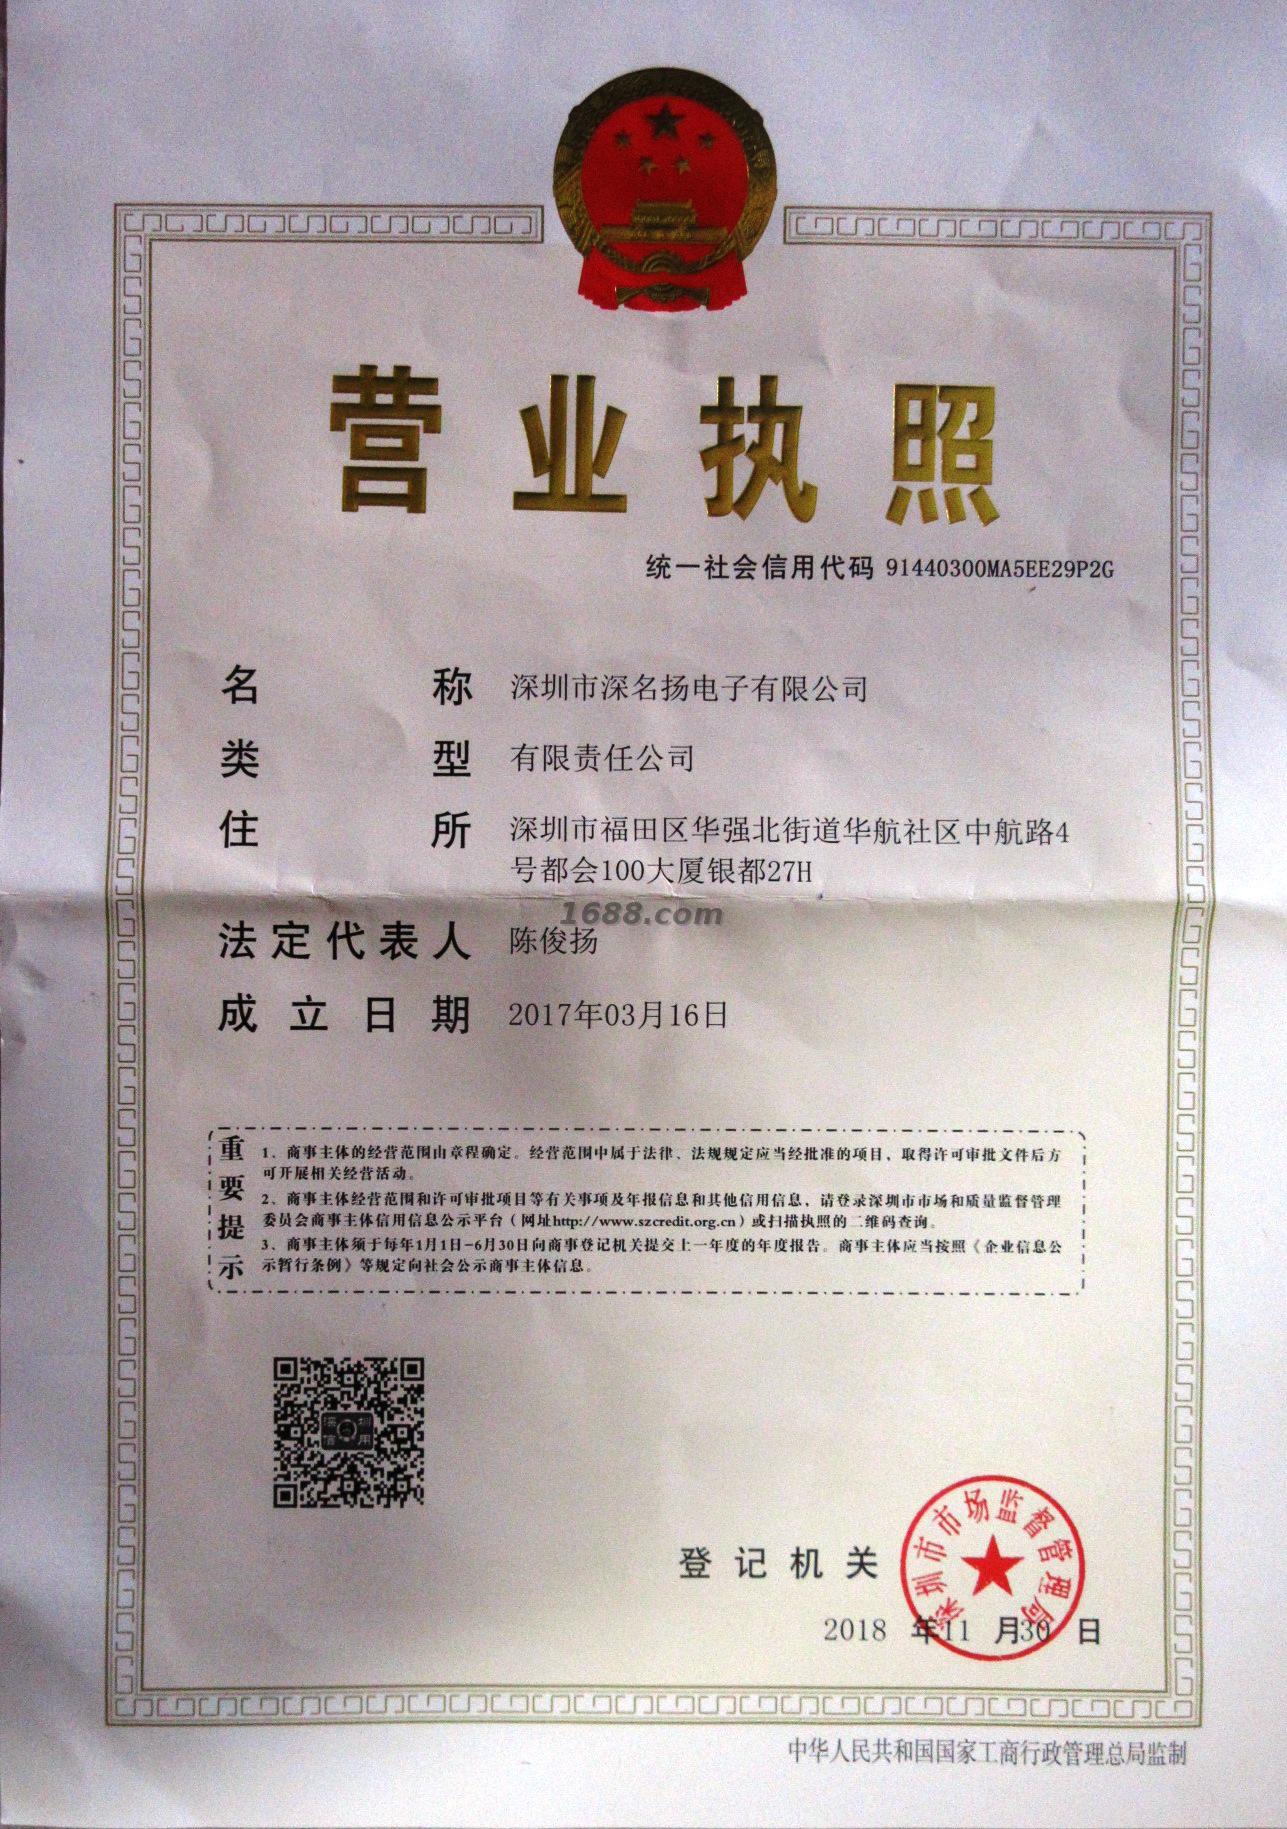 营业执照
统一社会信用代码 91440300MA5EE29P2G
名称 深圳市深名扬电子有限公司
类型 有限责任公司
住所 深圳市福田区华强北街道华航社区中航路4
号都会100大厦银都27H
1688.com
法定代表人 陈俊扬
成立日期 2017年03月16日
重要提示
1、商事主体的经营范围由章程确定。经营范围中属于法律、法规规定应当经批准的项目，取得许可审批文件后方
可开展相关经营活动。
2、商事主体经营范围和许可审批项目等有关事项及年报信息和其他信用信息，请登录深圳市市场和质量监督管理
委员会商事主体信用信息公示平台（网址http://www.szcredit.org.cn）或扫描执照的二维码查询。
3、商事主体须于每年1月1日-6月30日向商事登记机关提交上一年度的年度报告。商事主体应当按照《企业信息公
示暂行条例》等规定向社会公示商事主体信息。
深圳
信用
登记机关
深圳市市场监督管理局
2018年11月30日
中华人民共和国国家工商行政管理总局监制